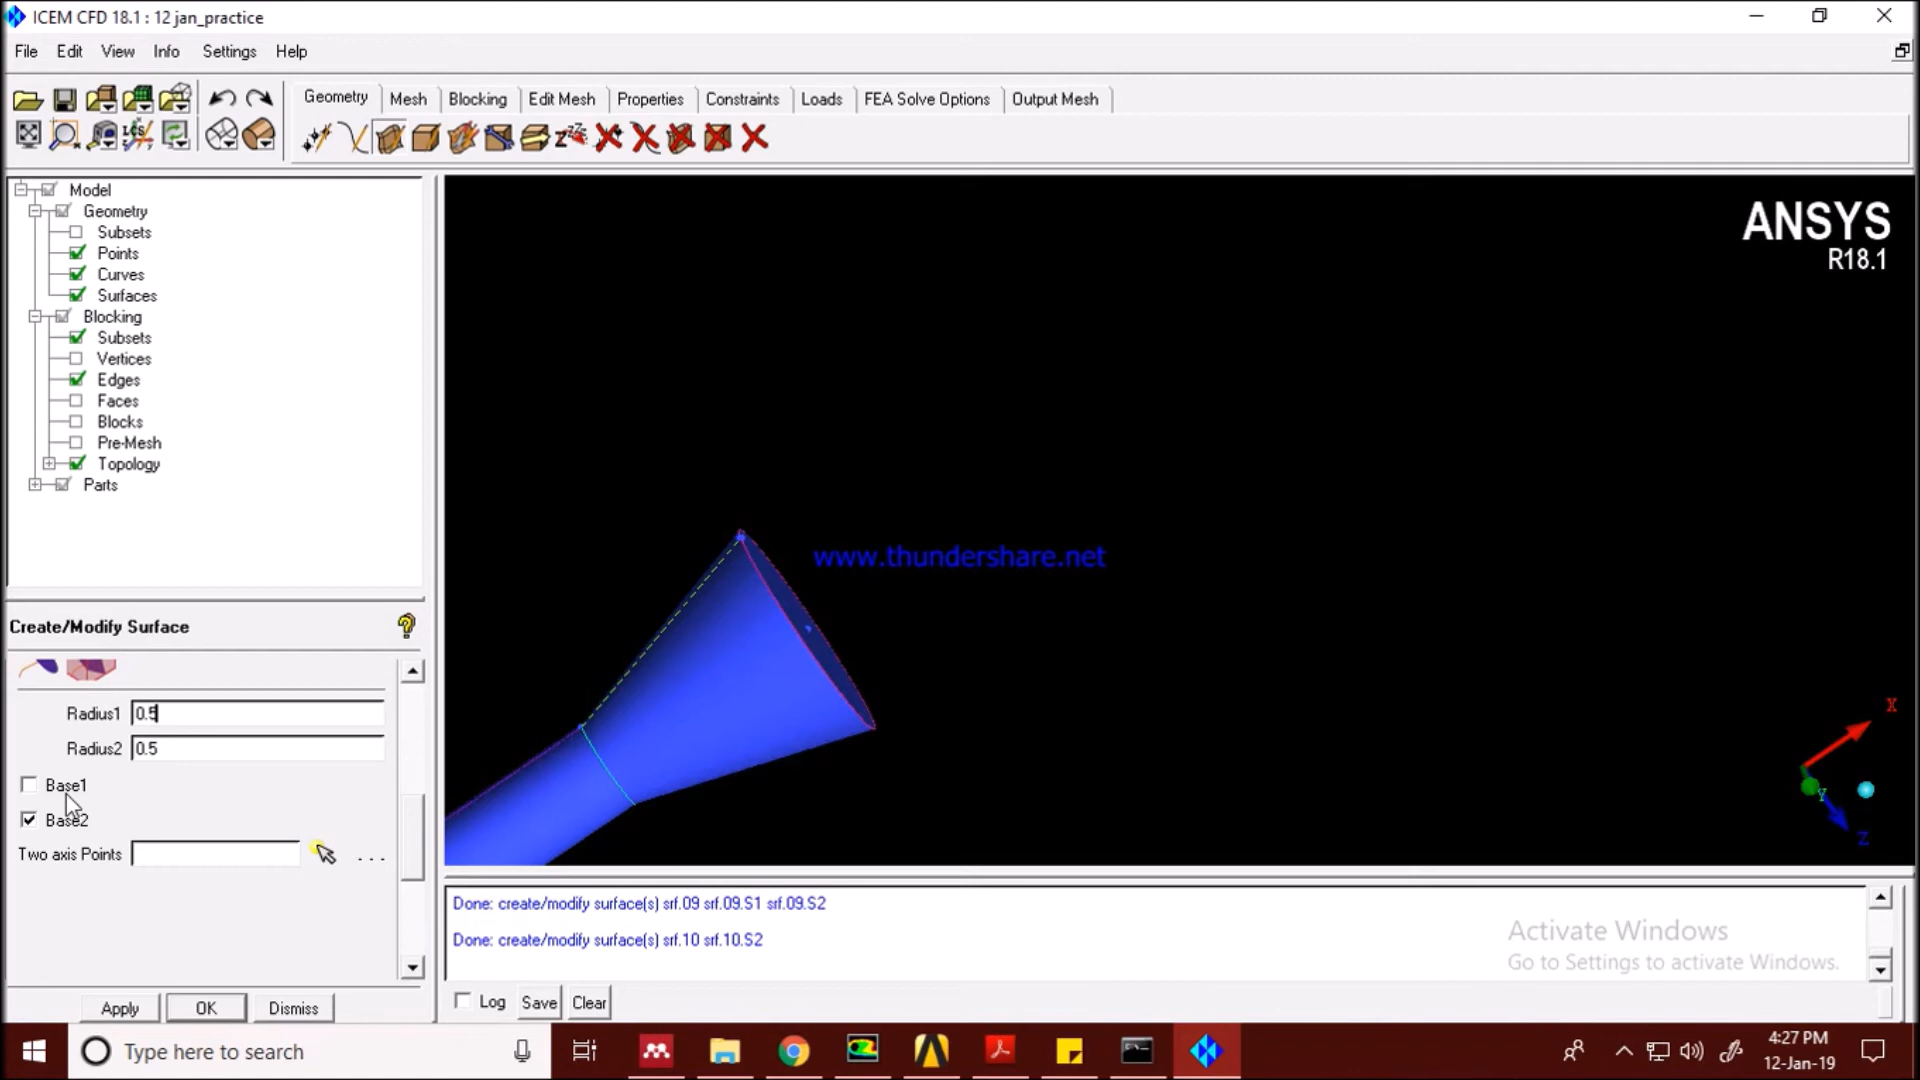 ICEM CFD 18.1 : 12 jan_practice
File Edit View Info Settings Help
Geometry Mesh Blocking Edit Mesh Properties Constraints Loads FEA Solve Options Output Mesh
Model
Geometry
Subsets
Points
Curves
Surfaces
Blocking
Subsets
Vertices
Edges
Faces
Blocks
Pre-Mesh
Topology
Parts
ANSYS
R18.1
www.thundershare.net
X
Y
Z
Create/Modify Surface
Radius1 0.5
Radius2 0.5
Base1
Base2
Two axis Points ...
Apply OK Dismiss
Done: create/modify surface(s) srf.09 srf.09.S1 srf.09.S2
Done: create/modify surface(s) srf.10 srf.10.S2
Activate Windows
Go to Settings to activate Windows.
Log Save Clear
Type here to search
4:27 PM
12-Jan-19